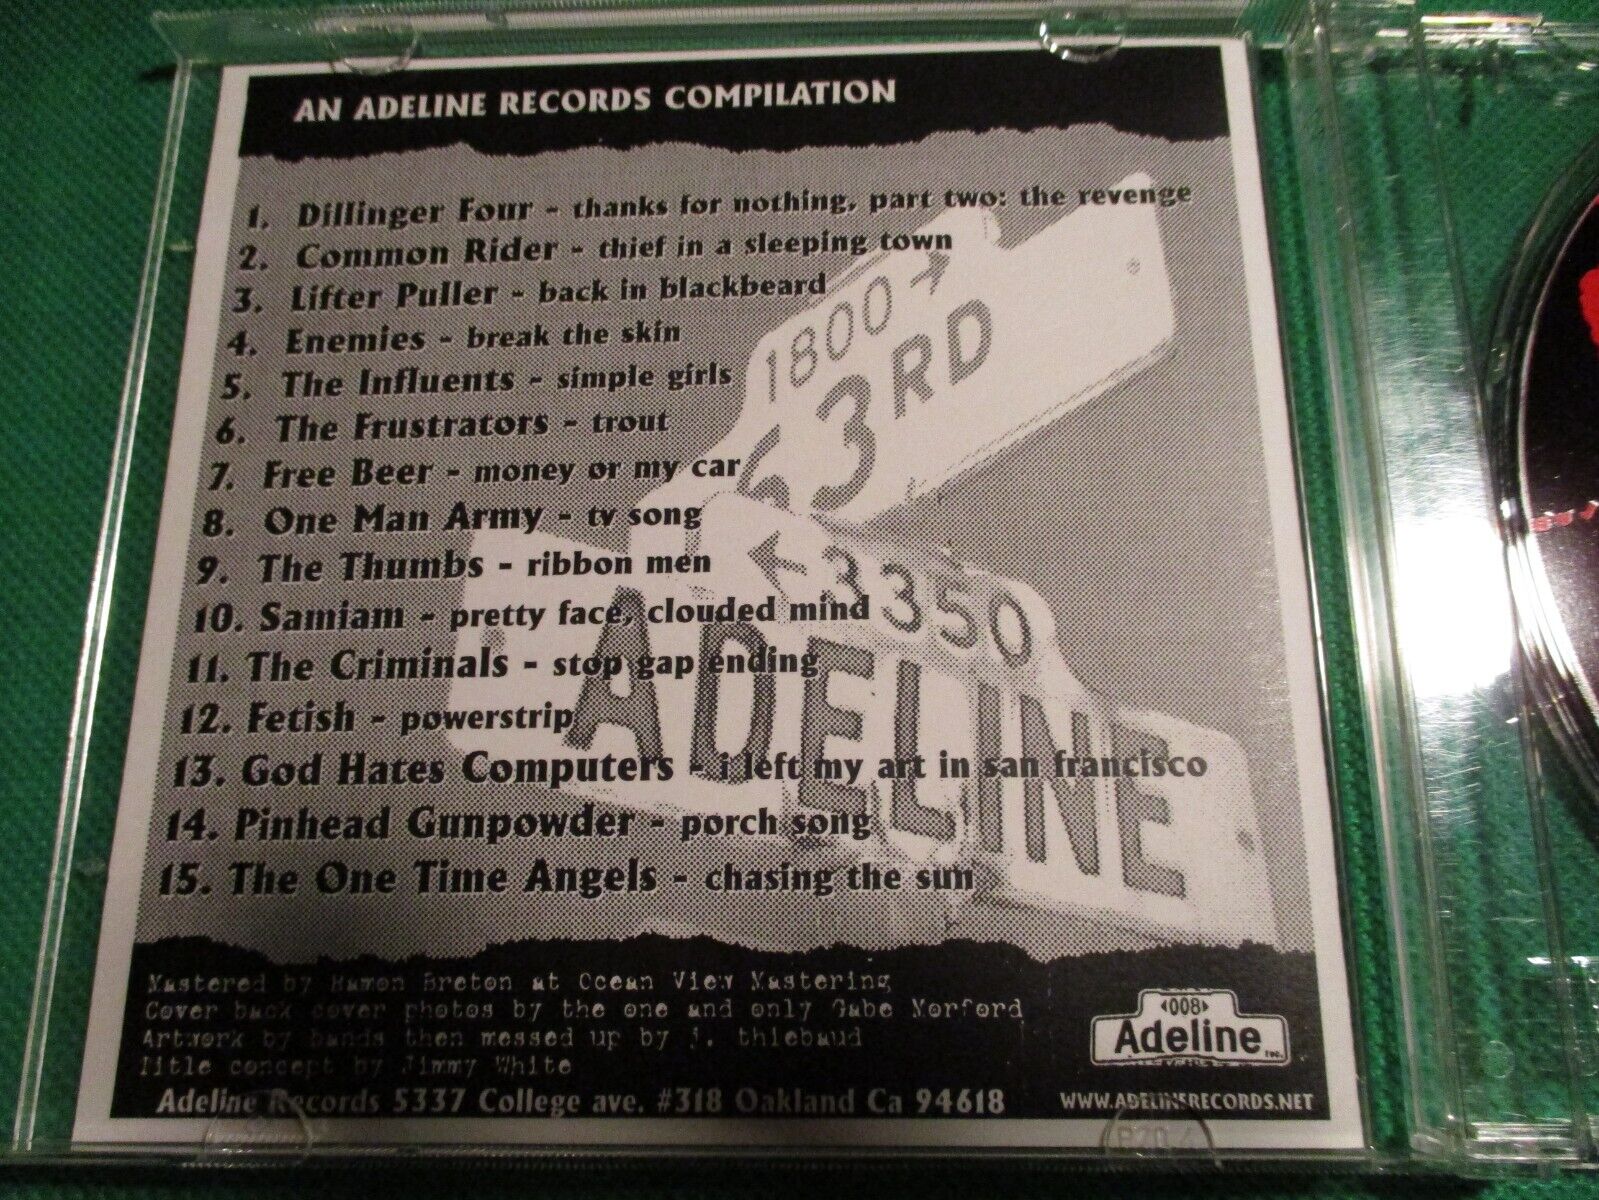 AN ADELINE RECORDS COMPILATION
1. Dillinger Four - thanks for nothing, part two: the revenge
2. Common Rider - thief in a sleeping town
3. Lifter Puller - back in blackbeard
4. Enemies - break the skin
5. The Influents - simple girls
6. The Frustrators - trout
7. Free Beer - money or my car
8. One Man Army - tv song
9. The Thumbs - ribbon men
10. Samiam - pretty face, clouded mind
11. The Criminals - stop gap ending
12. Fetish - powerstrip
13. God Hates Computers - i left my art in san francisco
14. Pinhead Gunpowder - porch song
15. The One Time Angels - chasing the sun
1800→
63RD
←3350
ADELINE
Mastered by Ramon Breton at Ocean View Mastering
Cover back cover photos by the one and only Gabe Morford
Artwork by bands then messed up by j. thiebaud
Title concept by Jimmy White
Adeline Records 5337 College ave. #318 Oakland Ca 94618
◂008▸
Adeline
WWW.ADELINERECORDS.NET